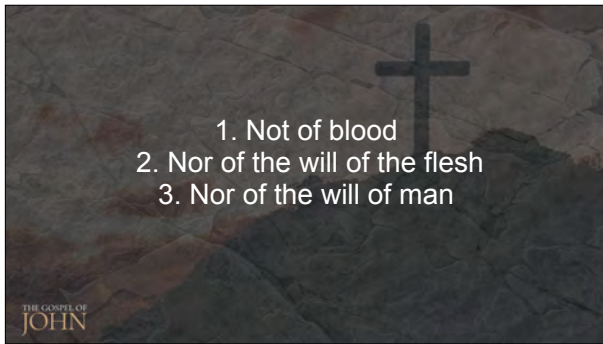 1. Not of blood
2. Nor of the will of the flesh
3. Nor of the will of man
THE GOSPEL OF
JOHN